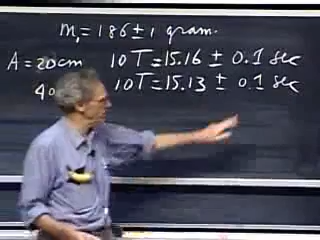 m₁ = 186 ± 1 gram.
A = 20cm 10T = 15.16 ± 0.1 sec
10T = 15.13 ± 0.1 sec